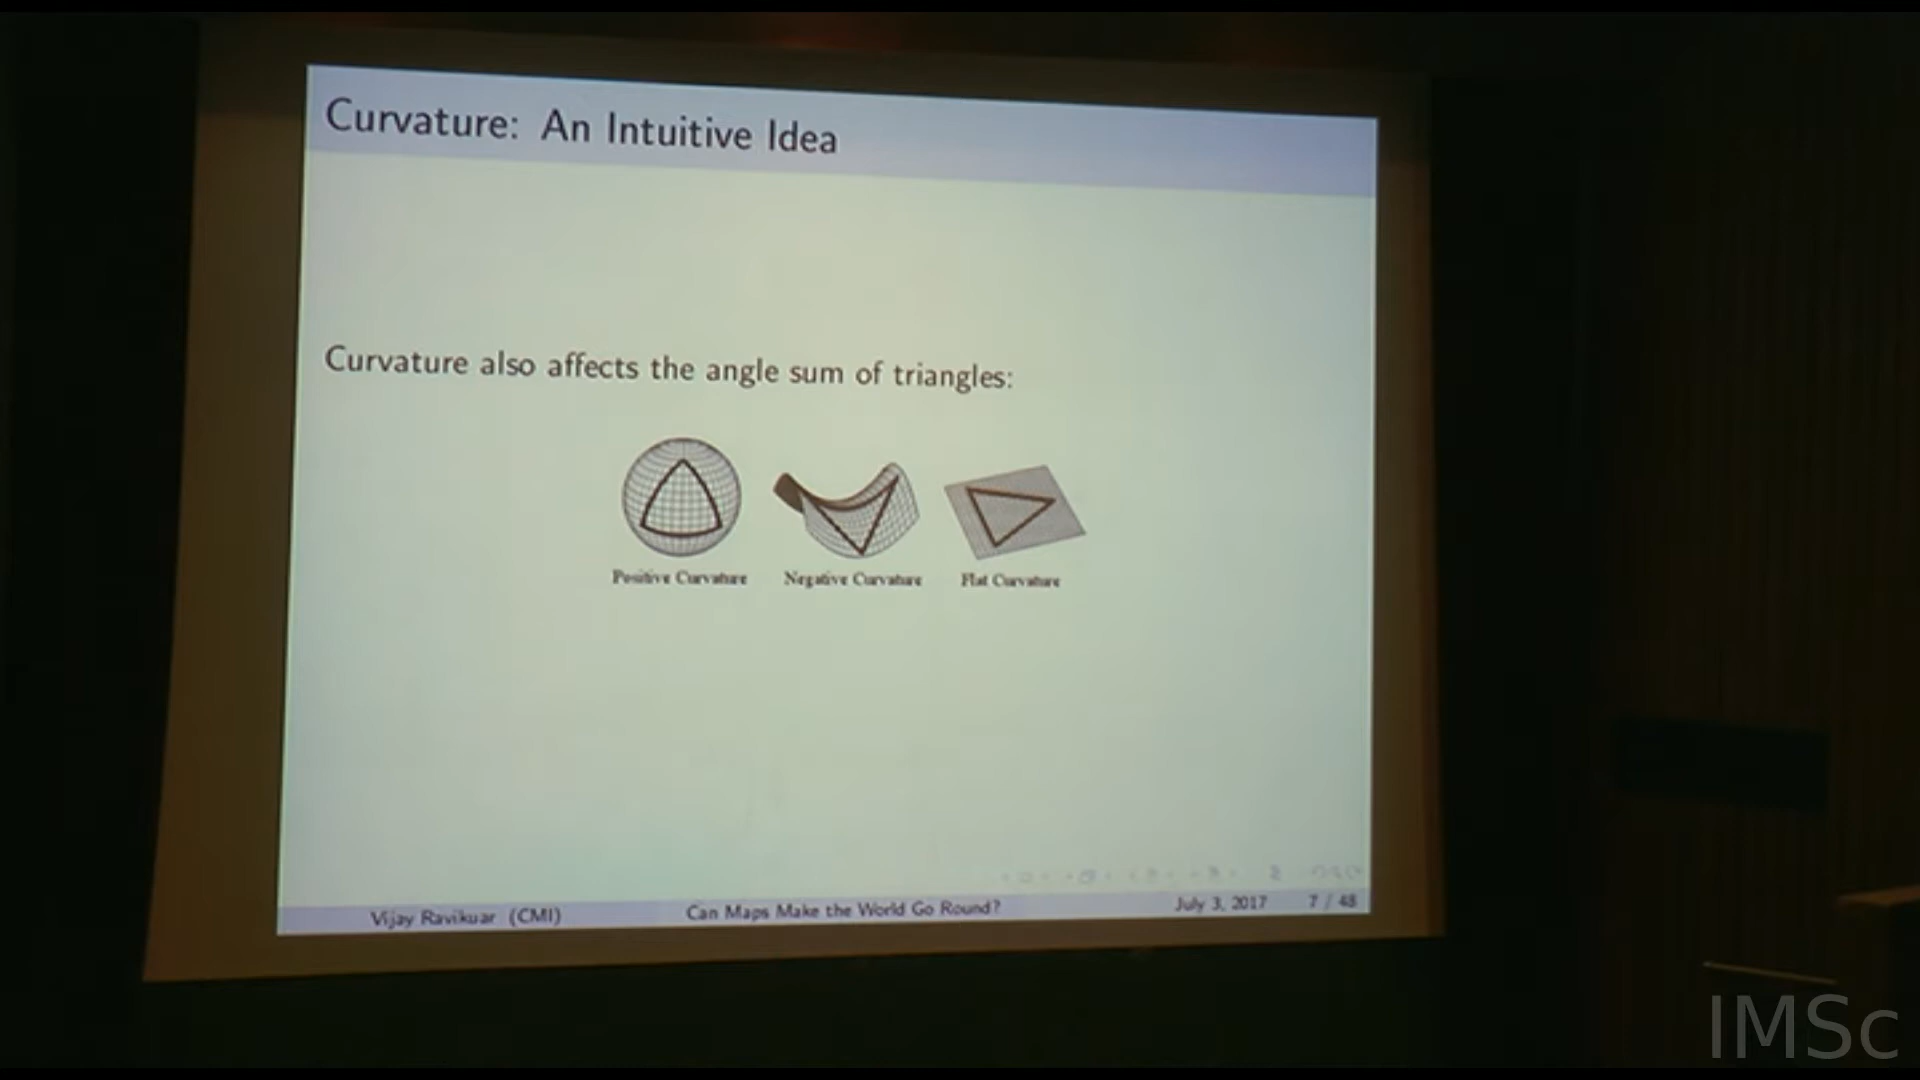 Curvature: An Intuitive Idea
Curvature also affects the angle sum of triangles:
Positive Curvature
Negative Curvature
Flat Curvature
Vijay Ravikuar (CMI)
Can Maps Make the World Go Round?
July 3, 2017
7 / 48
IMSc